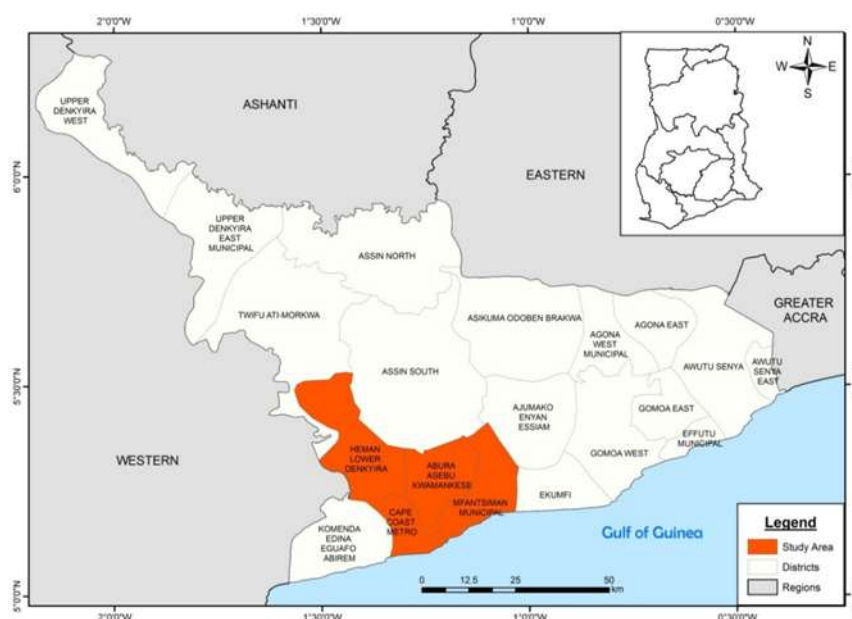 2°0'0"W
1°30'0"W
1°0'0"W
0°30'0"W
N
W
E
S
UPPER
DENKYIRA
WEST
ASHANTI
EASTERN
6°0'0"N
UPPER
DENKYIRA
EAST
MUNICIPAL
ASSIN NORTH
GREATER
ACCRA
TWIFU ATI-MORKWA
ASIKUMA ODOBEN BRAKWA
AGONA
WEST
MUNICIPAL
AGONA EAST
AWUTU SENYA
AWUTU
SENYA
EAST
ASSIN SOUTH
5°30'0"N
AJUMAKO
ENYAN
ESSIAM
GOMOA EAST
EFFUTU
MUNICIPAL
GOMOA WEST
WESTERN
HEMAN
LOWER
DENKYIRA
ABURA
ASEBU
KWAMANKESE
MFANTSIMAN
MUNICIPAL
EKUMFI
CAPE
COAST
METRO
KOMENDA
EDINA
EGUAFO
ABIREM
Gulf of Guinea
Legend
Study Area
Districts
Regions
0
12.5
25
50
km
5°0'0"N
2°0'0"W
1°30'0"W
1°0'0"W
0°30'0"W